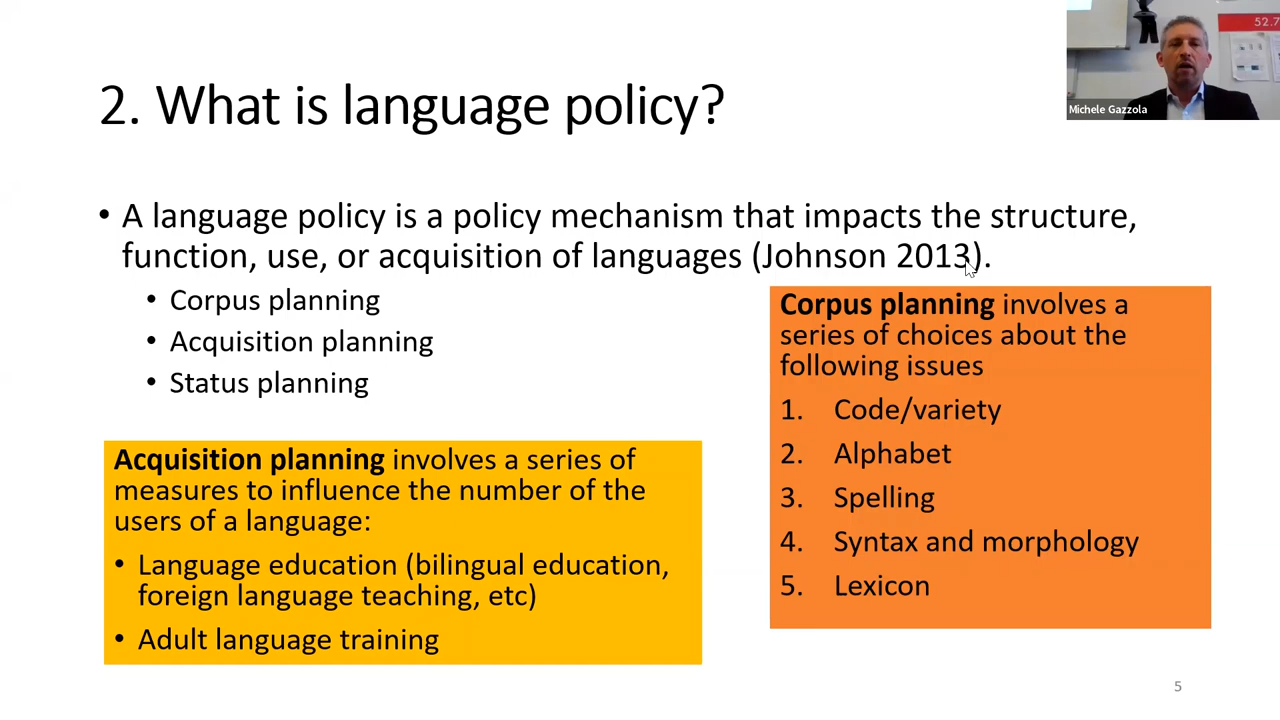 52.7
Michele Gazzola
2. What is language policy?
• A language policy is a policy mechanism that impacts the structure,
function, use, or acquisition of languages (Johnson 2013).
• Corpus planning
• Acquisition planning
• Status planning
Corpus planning involves a
series of choices about the
following issues
1. Code/variety
2. Alphabet
3. Spelling
4. Syntax and morphology
5. Lexicon
Acquisition planning involves a series of
measures to influence the number of the
users of a language:
• Language education (bilingual education,
foreign language teaching, etc)
• Adult language training
5